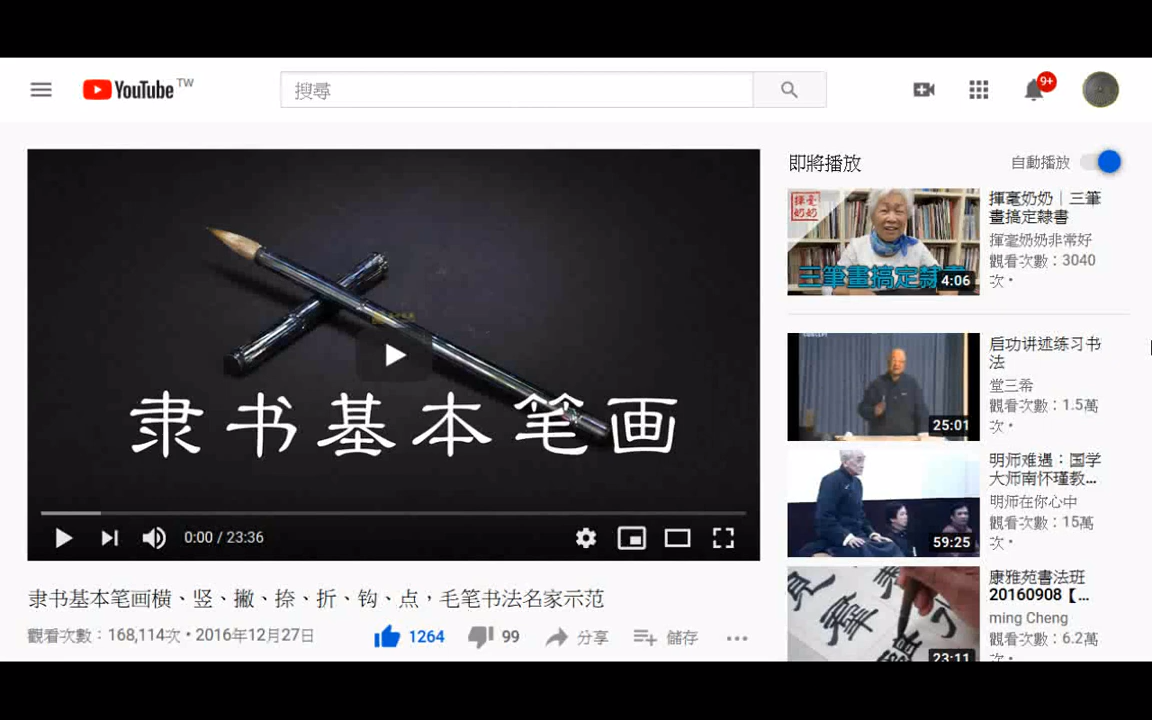 YouTube TW
搜尋
9+
隶书基本笔画
0:00 / 23:36
隶书基本笔画横、竖、撇、捺、折、钩、点，毛笔书法名家示范
觀看次數：168,114次 • 2016年12月27日
1264
99
分享
儲存
即將播放
自動播放
揮毫
奶奶
三筆畫搞定隸
4:06
揮毫奶奶｜三筆
畫搞定隸書
揮毫奶奶非常好
觀看次數：3040
次 •
25:01
启功讲述练习书
法
堂三希
觀看次數：1.5萬
次 •
59:25
明师难遇：国学
大师南怀瑾教...
明师在你心中
觀看次數：15萬
次 •
23:11
康雅苑書法班
20160908【...
ming Cheng
觀看次數：6.2萬
次 •